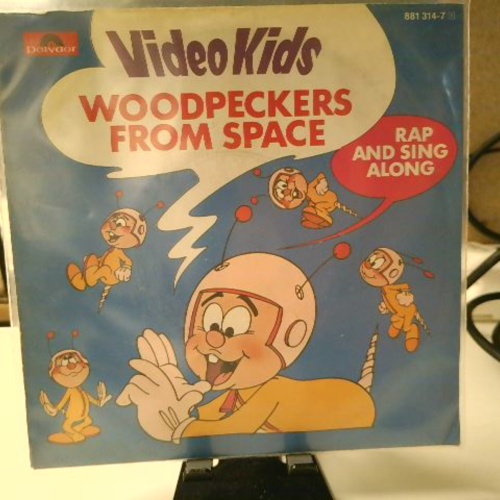 Polydor
881 314-7
Video Kids
WOODPECKERS
FROM SPACE
RAP
AND SING
ALONG